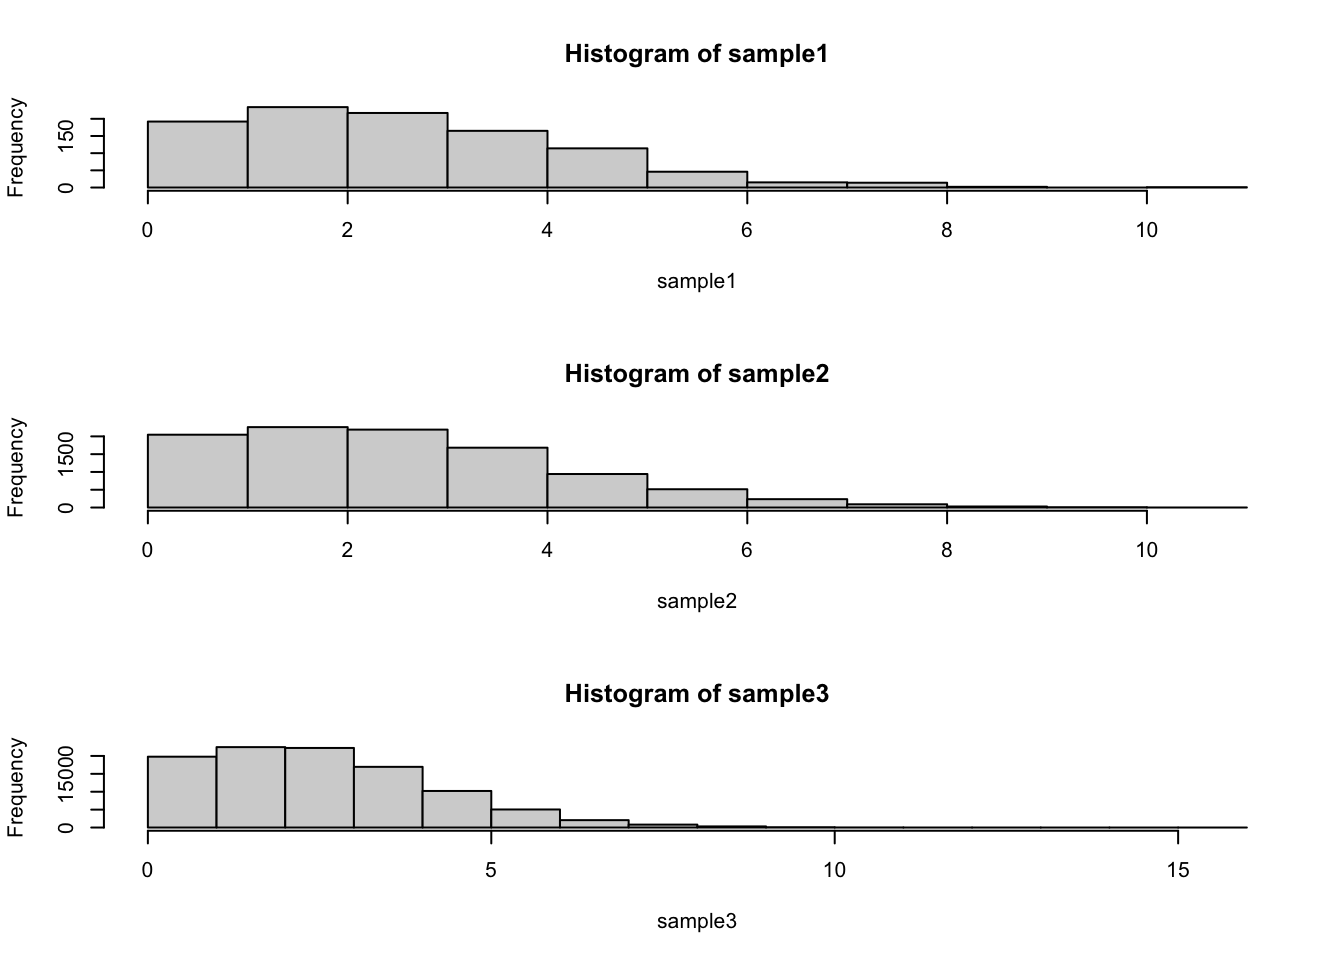 Histogram of sample1
Frequency
150
0
0 2 4 6 8 10
sample1
Histogram of sample2
Frequency
1500
0
0 2 4 6 8 10
sample2
Histogram of sample3
Frequency
15000
0
0 5 10 15
sample3